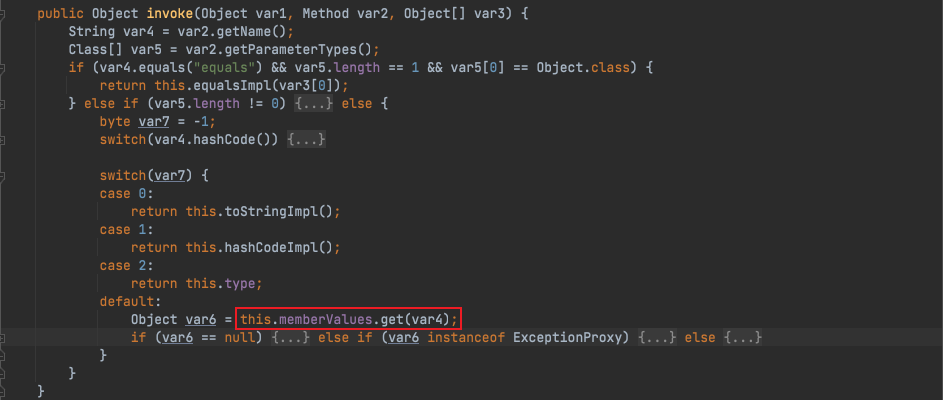 public Object invoke(Object var1, Method var2, Object[] var3) {
    String var4 = var2.getName();
    Class[] var5 = var2.getParameterTypes();
    if (var4.equals("equals") && var5.length == 1 && var5[0] == Object.class) {
        return this.equalsImpl(var3[0]);
    } else if (var5.length != 0) {...} else {
        byte var7 = -1;
        switch(var4.hashCode()) {...}

        switch(var7) {
        case 0:
            return this.toStringImpl();
        case 1:
            return this.hashCodeImpl();
        case 2:
            return this.type;
        default:
            Object var6 = this.memberValues.get(var4);
            if (var6 == null) {...} else if (var6 instanceof ExceptionProxy) {...} else {...}
        }
    }
}